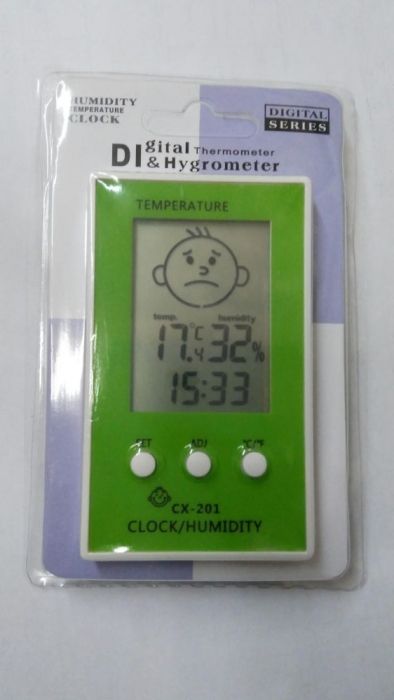 HUMIDITY
TEMPERATURE
CLOCK
DIGITAL
SERIES
DIgital Thermometer
& Hygrometer
TEMPERATURE
temp. humidity
17.4°C 32%
15:33
SET ADJ °C/°F
CX-201
CLOCK/HUMIDITY